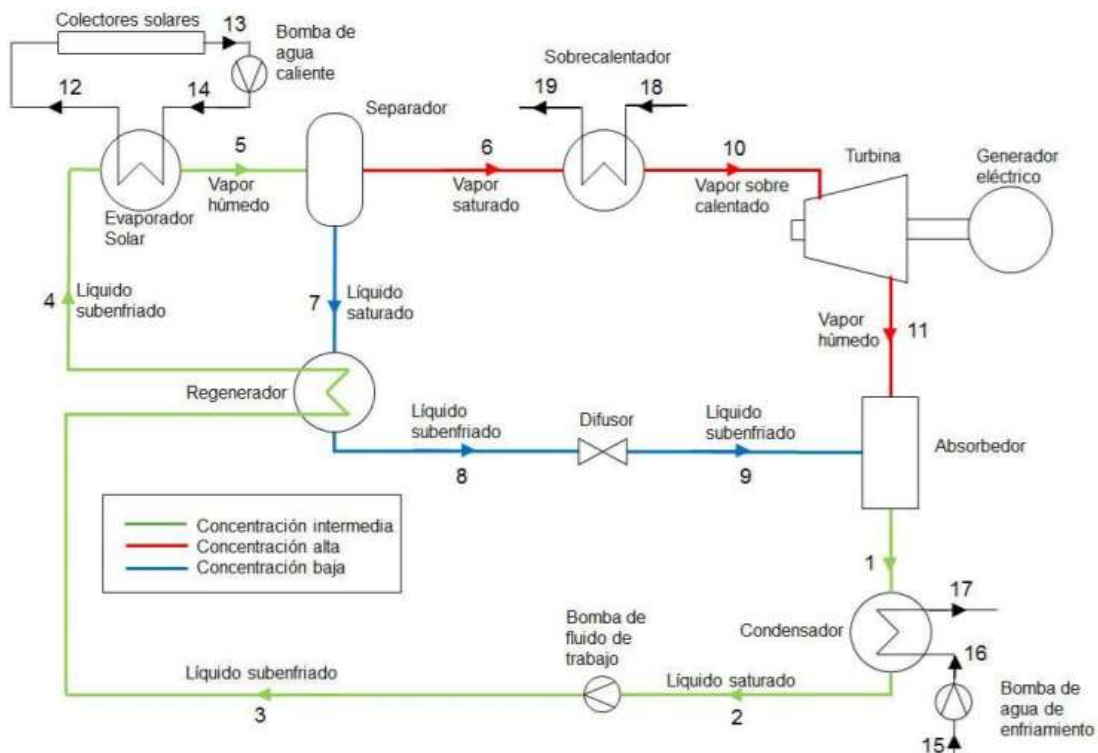 Colectores solares
13
Bomba de
agua
caliente
12
14
Sobrecalentador
19
18
Separador
5
Vapor
húmedo
6
Vapor
saturado
10
Vapor sobre
calentado
Turbina
Generador
eléctrico
Evaporador
Solar
4
Líquido
subenfriado
7
Líquido
saturado
Vapor
húmedo
11
Regenerador
Líquido
subenfriado
8
Difusor
Líquido
subenfriado
9
Absorbedor
Concentración intermedia
Concentración alta
Concentración baja
1
17
Condensador
16
Bomba de
fluido de
trabajo
Líquido subenfriado
3
Líquido saturado
2
Bomba de
agua de
enfriamiento
15